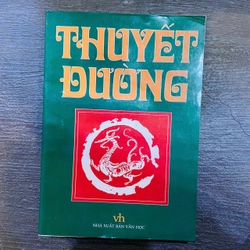 THUYẾT
ĐƯỜNG
vh
NHÀ XUẤT BẢN VĂN HỌC